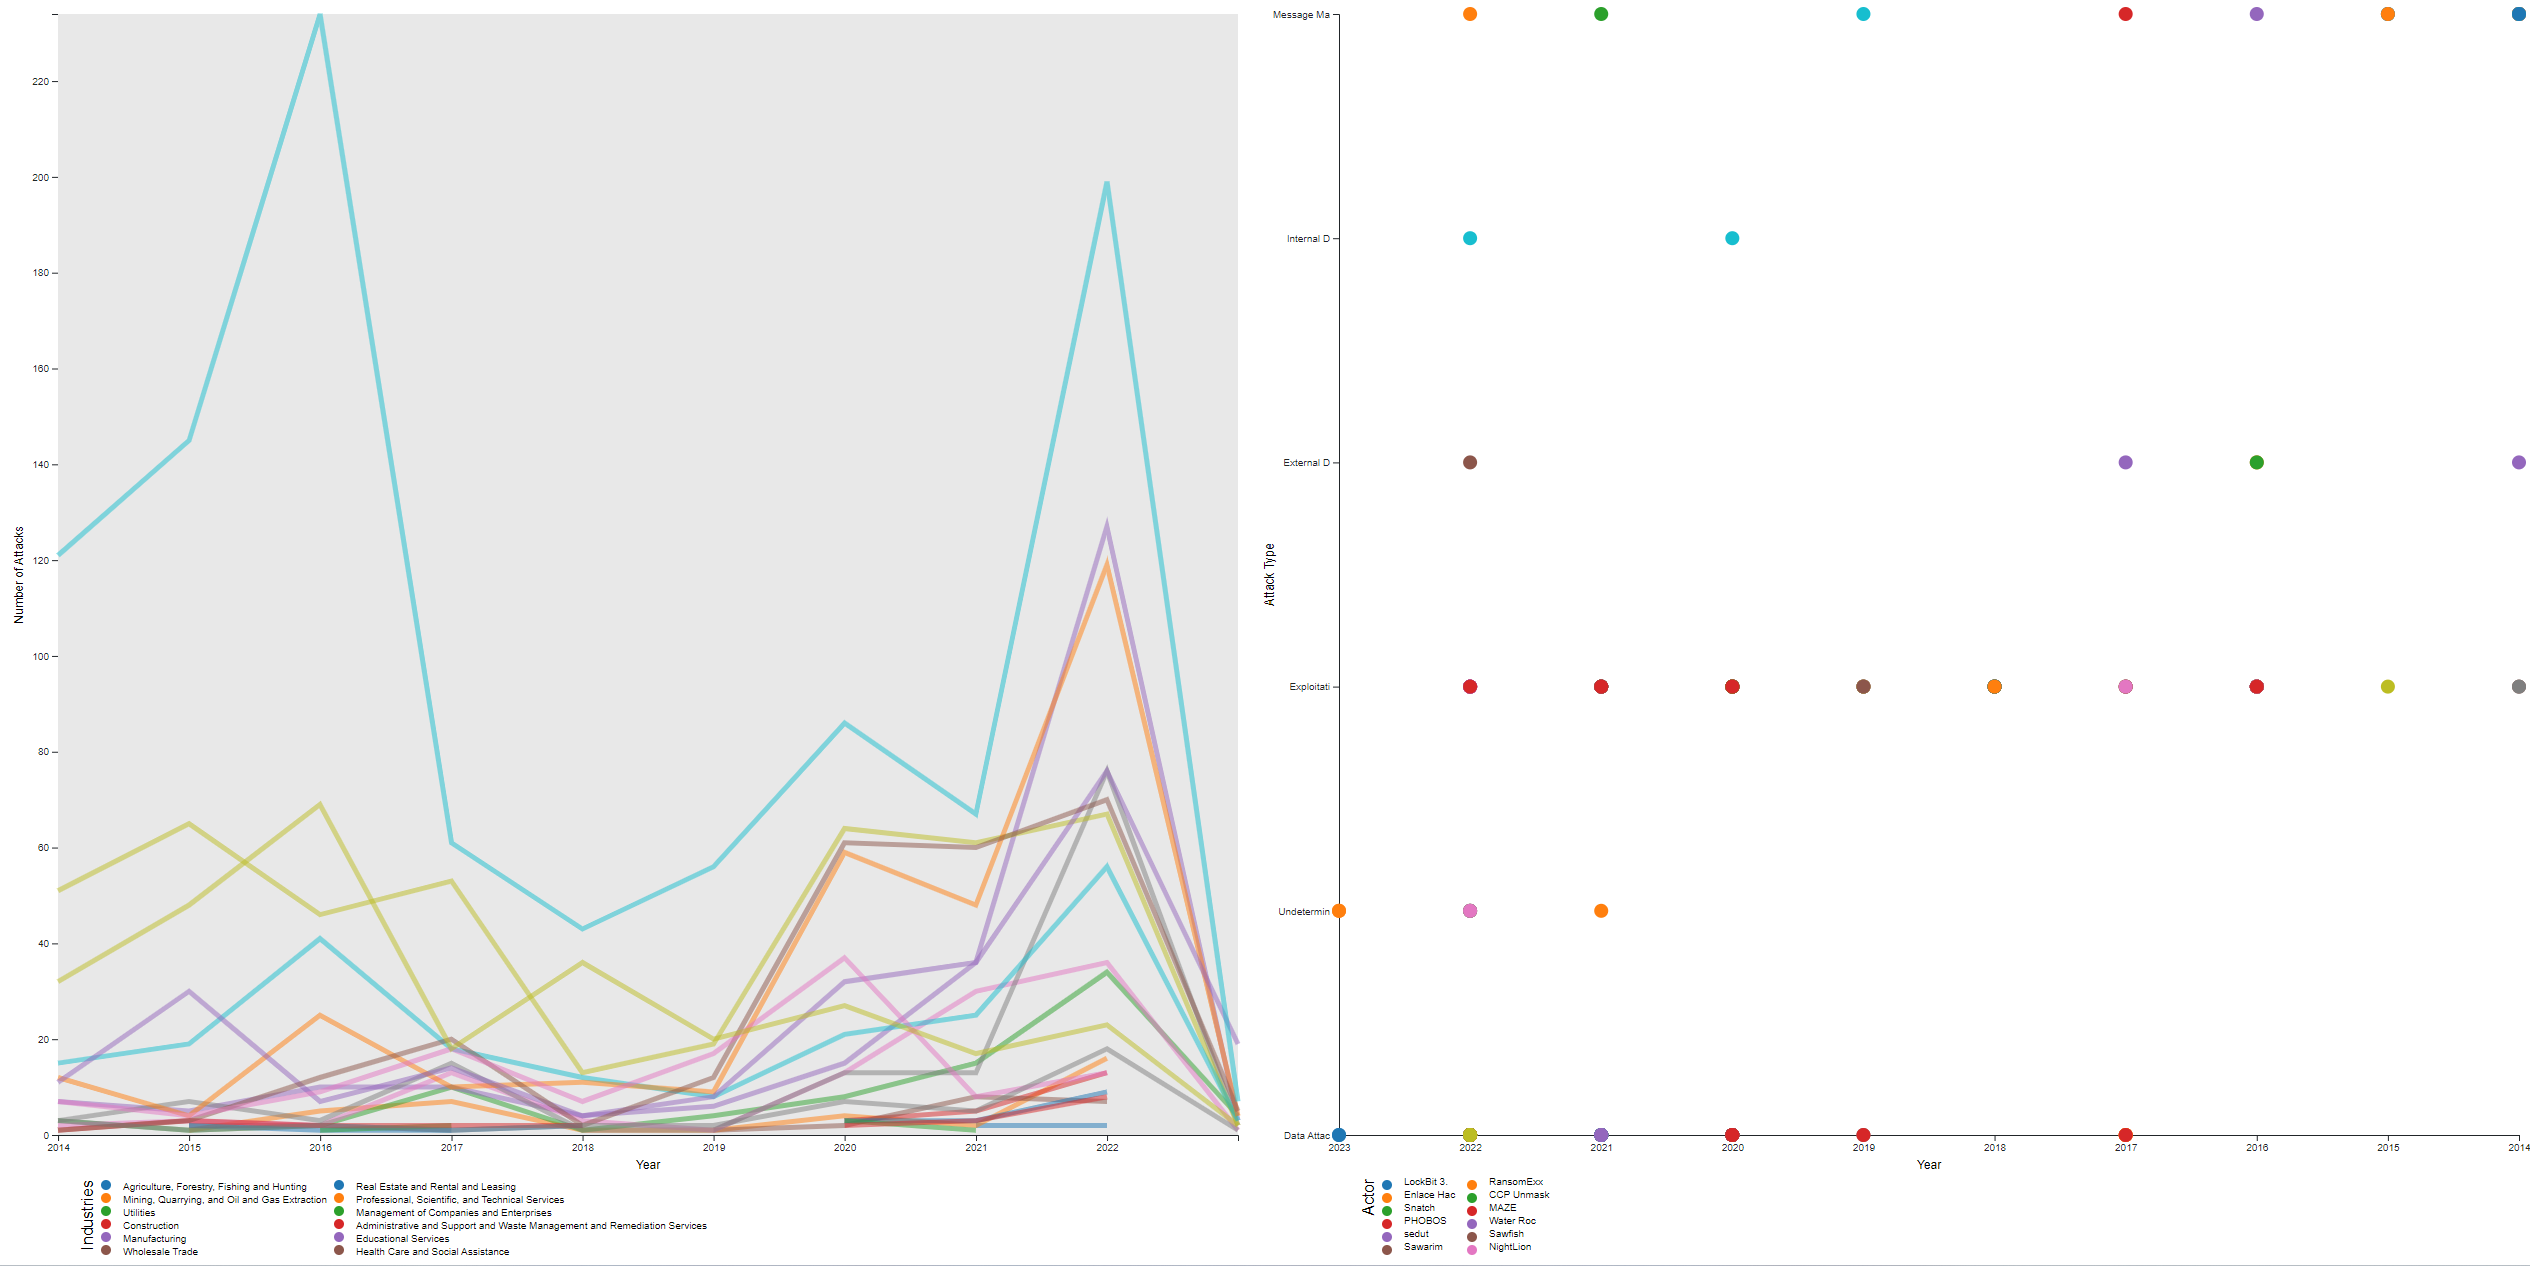 220
200
180
160
140
120
100
80
60
40
20
0
Number of Attacks
2014 2015 2016 2017 2018 2019 2020 2021 2022
Year
Industries
Agriculture, Forestry, Fishing and Hunting
Mining, Quarrying, and Oil and Gas Extraction
Utilities
Construction
Manufacturing
Wholesale Trade
Real Estate and Rental and Leasing
Professional, Scientific, and Technical Services
Management of Companies and Enterprises
Administrative and Support and Waste Management and Remediation Services
Educational Services
Health Care and Social Assistance
Message Ma
Internal D
External D
Exploitati
Undetermin
Data Attac
Attack Type
2023 2022 2021 2020 2019 2018 2017 2016 2015 2014
Year
Actor
LockBit 3.
Enlace Hac
Snatch
PHOBOS
sedut
Sawarim
RansomExx
CCP Unmask
MAZE
Water Roc
Sawfish
NightLion